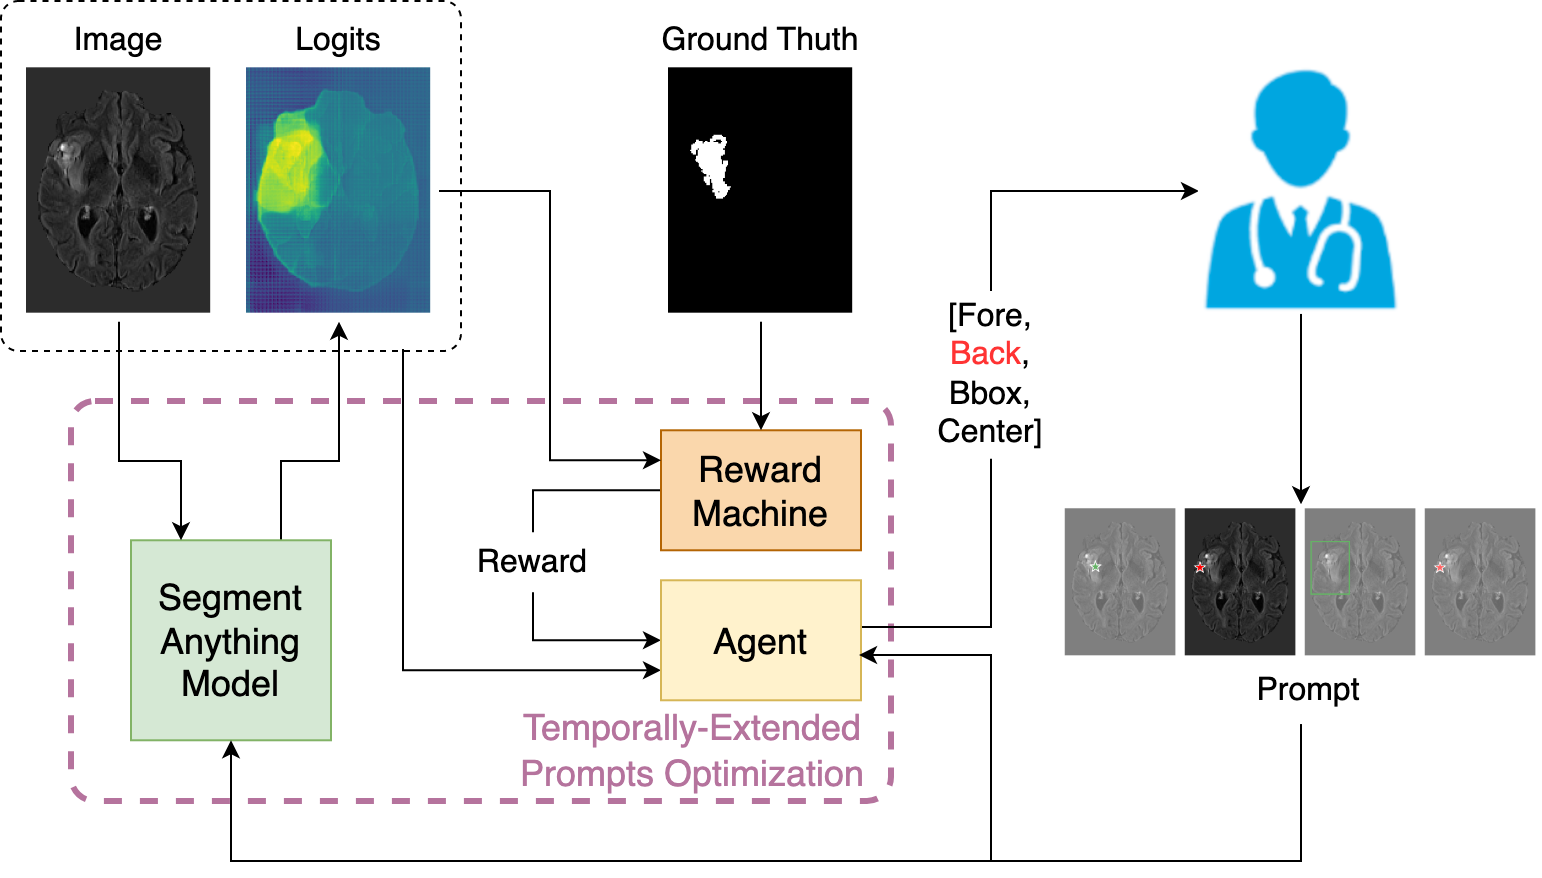 Image
Logits
Ground Thuth
[Fore,
Back,
Bbox,
Center]
Reward
Machine
Reward
Segment
Anything
Model
Agent
Temporally-Extended
Prompts Optimization
Prompt